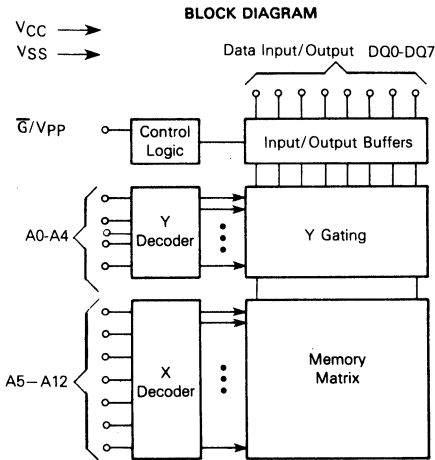 BLOCK DIAGRAM
VCC
VSS
Data Input/Output DQ0-DQ7
G̅/VPP
Control
Logic
Input/Output Buffers
A0-A4
Y
Decoder
Y Gating
A5-A12
X
Decoder
Memory
Matrix